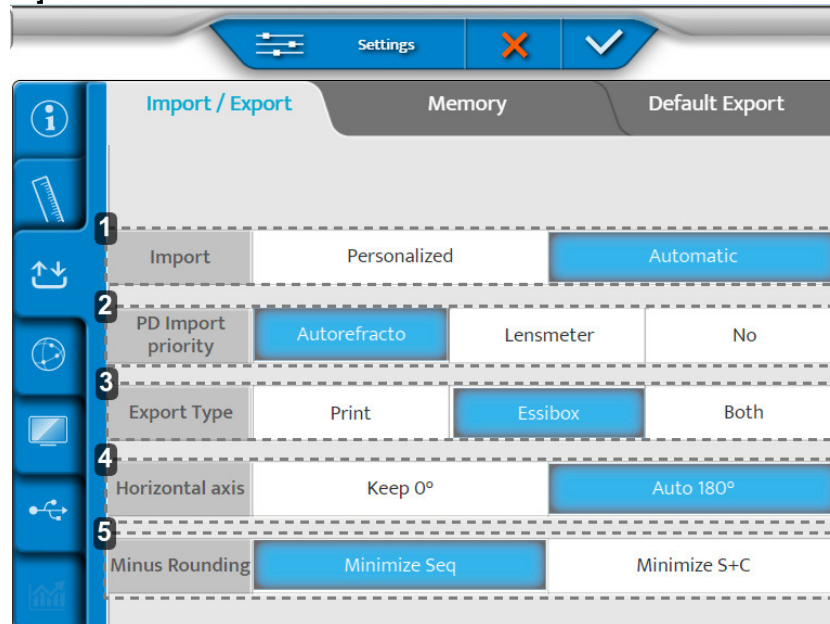 Settings
Import / Export Memory Default Export
1
Import Personalized Automatic
2
PD Import
priority Autorefracto Lensmeter No
3
Export Type Print Essibox Both
4
Horizontal axis Keep 0° Auto 180°
5
Minus Rounding Minimize Seq Minimize S+C